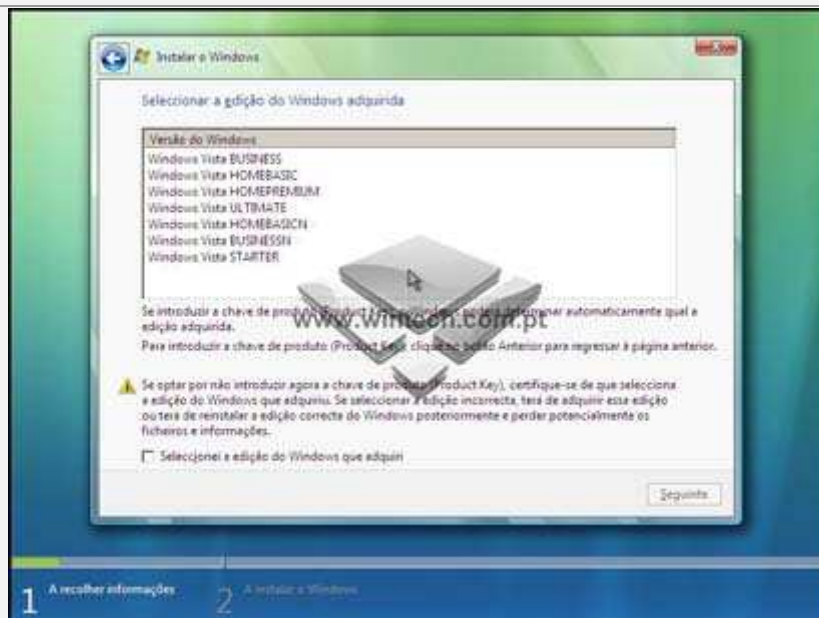 Instalar o Windows
Seleccionar a edição do Windows adquirida
Versão do Windows
Windows Vista BUSINESS
Windows Vista HOMEBASIC
Windows Vista HOMEPREMIUM
Windows Vista ULTIMATE
Windows Vista HOMEBASICN
Windows Vista BUSINESSN
Windows Vista STARTER
Se introduzir a chave de produto (Product determinar automaticamente qual a
edição adquirida.
www.wintech.com.pt
Para introduzir a chave de produto (Product Key), clique no botão Anterior para regressar à página anterior.
Se optar por não introduzir agora a chave de produto (Product Key), certifique-se de que selecciona
a edição do Windows que adquiriu. Se seleccionar a edição incorrecta, terá de adquirir essa edição
ou terá de reinstalar a edição correcta do Windows posteriormente e perder potencialmente os
ficheiros e informações.
Seleccionei a edição do Windows que adquiri
Seguinte
1 A recolher informações
2 A instalar o Windows